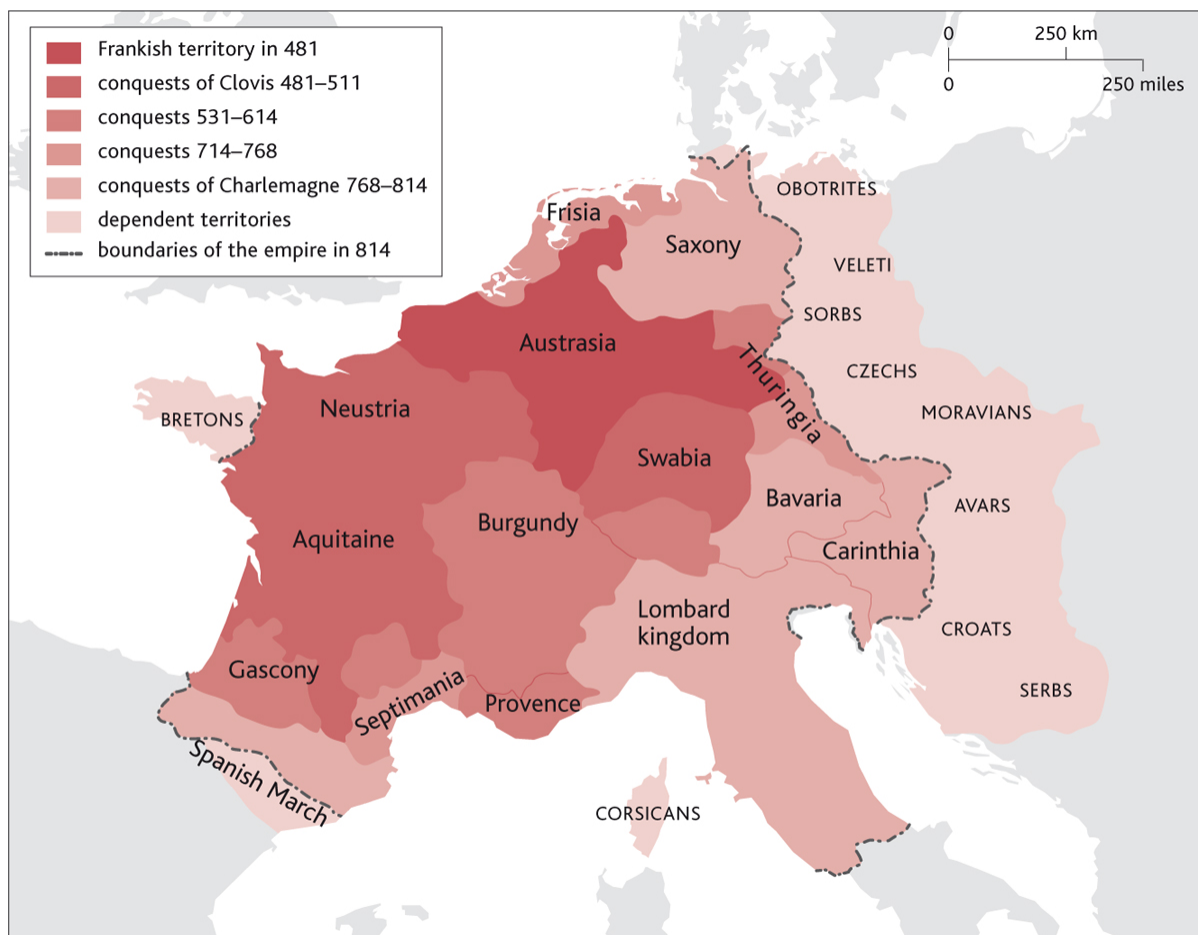 Frankish territory in 481
conquests of Clovis 481–511
conquests 531–614
conquests 714–768
conquests of Charlemagne 768–814
dependent territories
boundaries of the empire in 814
0 250 km
0 250 miles
OBOTRITES
Frisia
Saxony
VELETI
SORBS
Austrasia
Thuringia
CZECHS
Neustria
MORAVIANS
BRETONS
Swabia
Bavaria
AVARS
Burgundy
Aquitaine
Carinthia
Lombard
kingdom
CROATS
Gascony
Septimania
SERBS
Provence
Spanish March
CORSICANS